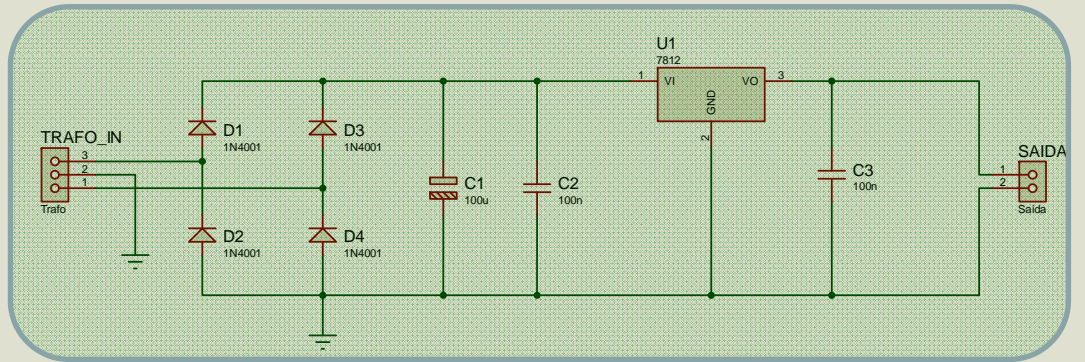 TRAFO_IN
3
2
1
Trafo
D1
1N4001
D2
1N4001
D3
1N4001
D4
1N4001
C1
100u
C2
100n
U1
7812
1
VI
VO
3
GND
2
C3
100n
SAIDA
1
2
Saida